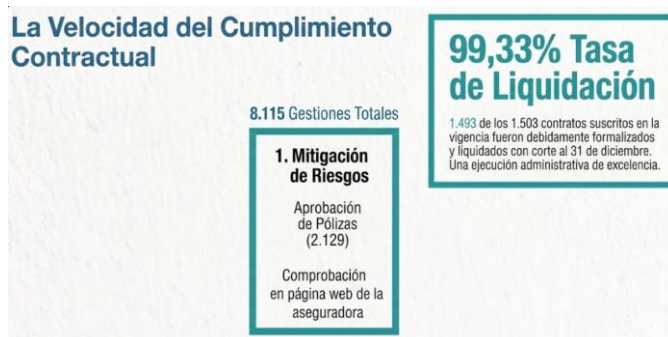 La Velocidad del Cumplimiento
Contractual
99,33% Tasa
de Liquidación
1.493 de los 1.503 contratos suscritos en la
vigencia fueron debidamente formalizados
y liquidados con corte al 31 de diciembre.
Una ejecución administrativa de excelencia.
8.115 Gestiones Totales
1. Mitigación
de Riesgos
Aprobación
de Pólizas
(2.129)
Comprobación
en página web de la
aseguradora